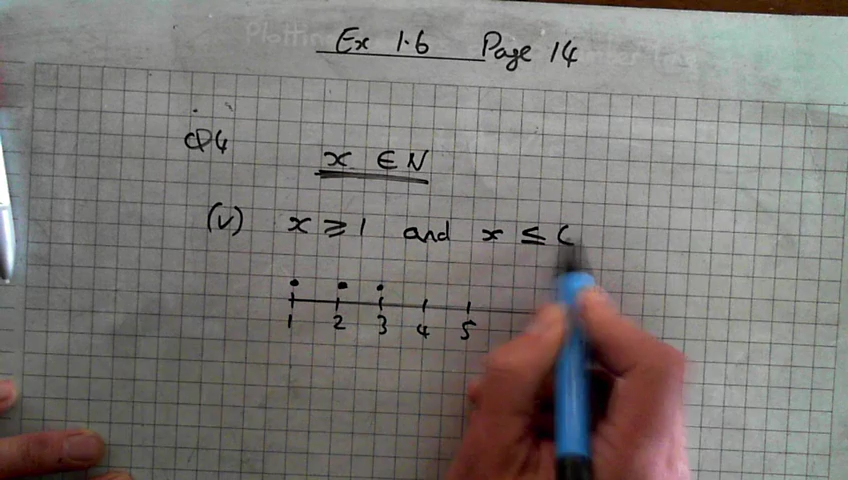 Ex 1.6 Page 14
Q4
x ∈ N
(v) x ≥ 1 and x ≤
1 2 3 4 5